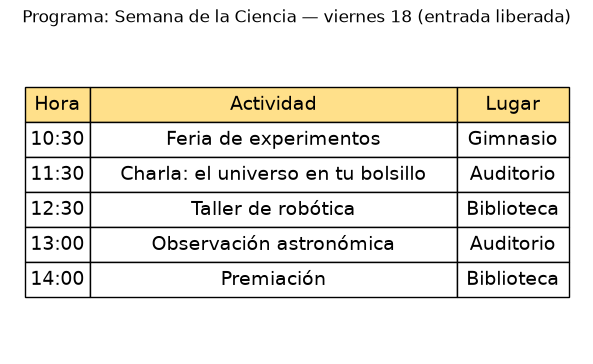 Programa: Semana de la Ciencia — viernes 18 (entrada liberada)
Hora Actividad Lugar
10:30 Feria de experimentos Gimnasio
11:30 Charla: el universo en tu bolsillo Auditorio
12:30 Taller de robótica Biblioteca
13:00 Observación astronómica Auditorio
14:00 Premiación Biblioteca